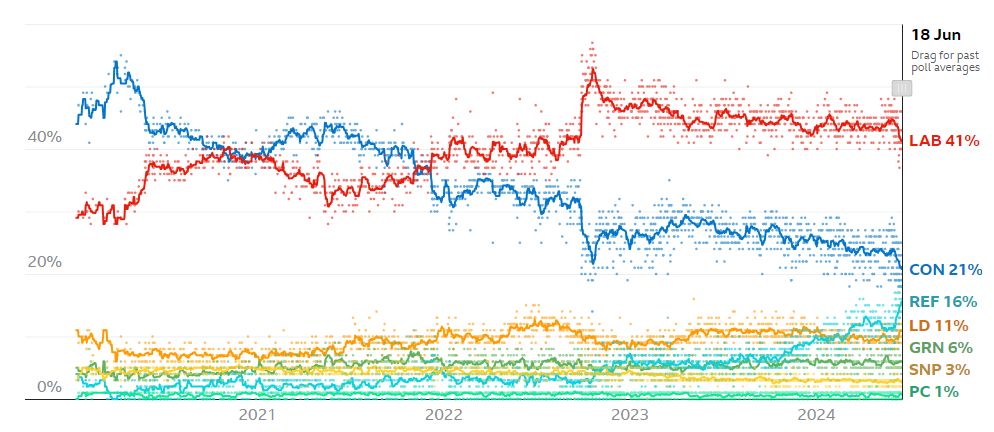 18 Jun
Drag for past
poll averages
40%
20%
0%
LAB 41%
CON 21%
REF 16%
LD 11%
GRN 6%
SNP 3%
PC 1%
2021
2022
2023
2024